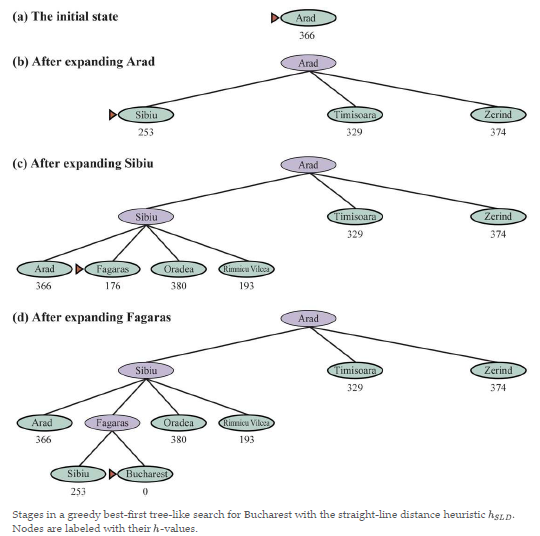 (a) The initial state
Arad
366
(b) After expanding Arad
Arad
Sibiu
Timisoara
Zerind
253
329
374
(c) After expanding Sibiu
Arad
Sibiu
Timisoara
Zerind
329
374
Arad
Fagaras
Oradea
Rimnicu Vilcea
366
176
380
193
(d) After expanding Fagaras
Arad
Sibiu
Timisoara
Zerind
329
374
Arad
Fagaras
Oradea
Rimnicu Vilcea
366
380
193
Sibiu
Bucharest
253
0
Stages in a greedy best-first tree-like search for Bucharest with the straight-line distance heuristic hSLD.
Nodes are labeled with their h-values.